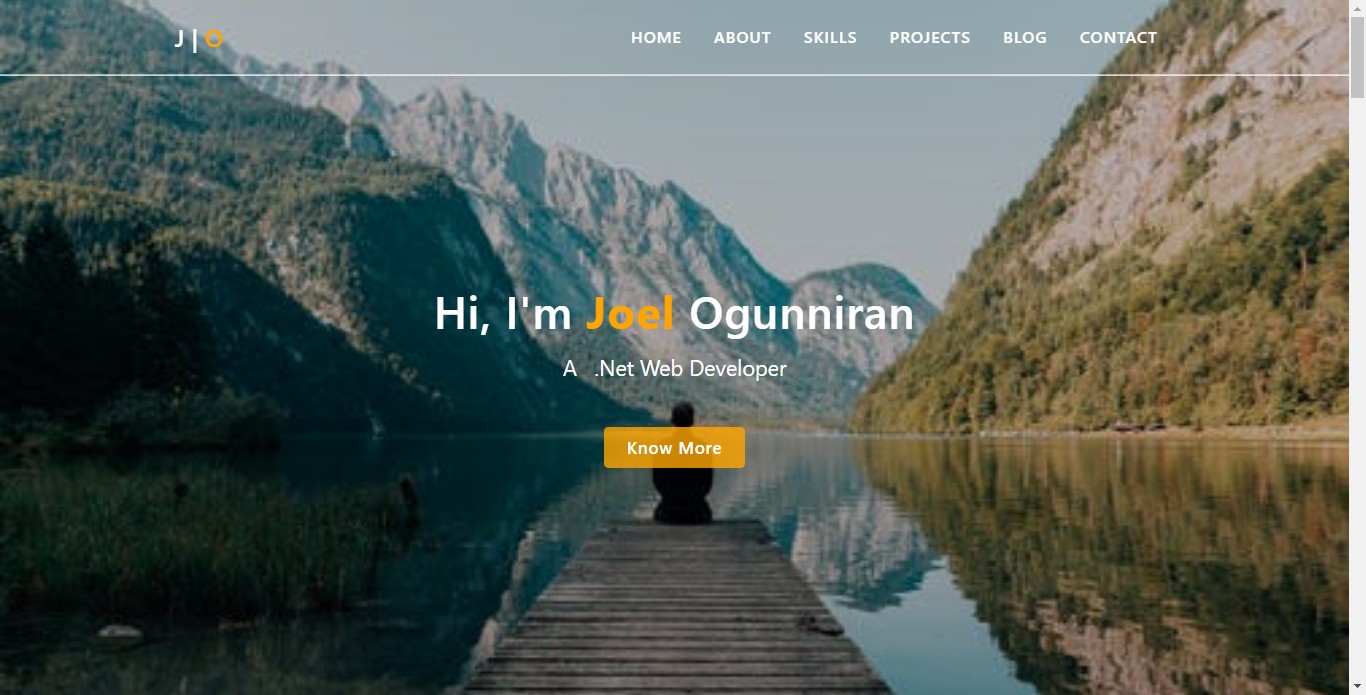 J | O
HOME ABOUT SKILLS PROJECTS BLOG CONTACT
Hi, I'm Joel Ogunniran
A .Net Web Developer
Know More